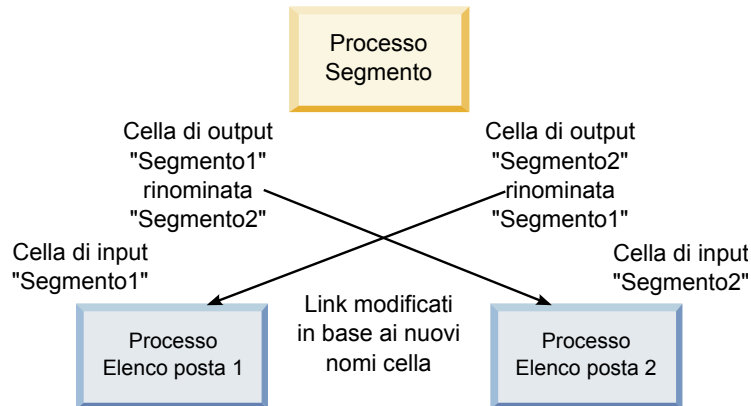 Processo
Segmento
Cella di output
"Segmento1"
rinominata
"Segmento2"
Cella di output
"Segmento2"
rinominata
"Segmento1"
Cella di input
"Segmento1"
Cella di input
"Segmento2"
Processo
Elenco posta 1
Link modificati
in base ai nuovi
nomi cella
Processo
Elenco posta 2